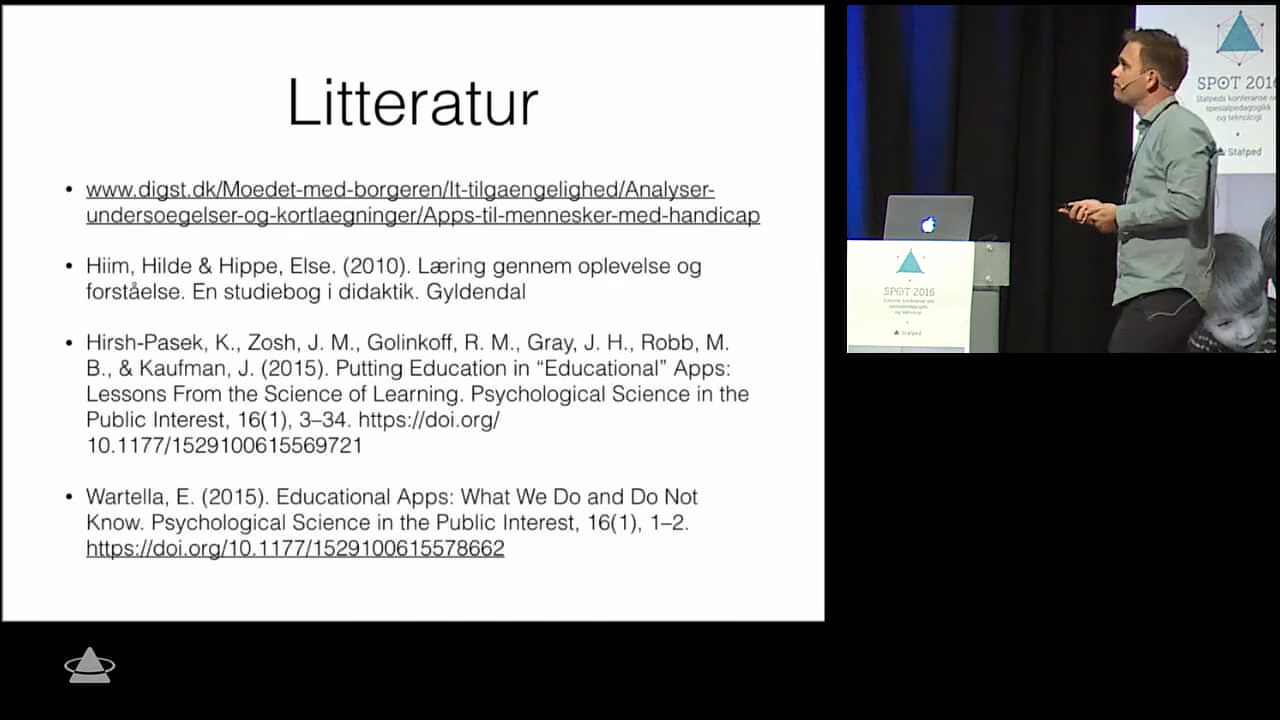 Litteratur
• www.digst.dk/Moedet-med-borgeren/It-tilgaengelighed/Analyser-
undersoegelser-og-kortlaegninger/Apps-til-mennesker-med-handicap
• Hiim, Hilde & Hippe, Else. (2010). Læring gennem oplevelse og
forståelse. En studiebog i didaktik. Gyldendal
• Hirsh-Pasek, K., Zosh, J. M., Golinkoff, R. M., Gray, J. H., Robb, M.
B., & Kaufman, J. (2015). Putting Education in “Educational” Apps:
Lessons From the Science of Learning. Psychological Science in the
Public Interest, 16(1), 3–34. https://doi.org/
10.1177/1529100615569721
• Wartella, E. (2015). Educational Apps: What We Do and Do Not
Know. Psychological Science in the Public Interest, 16(1), 1–2.
https://doi.org/10.1177/1529100615578662
SPOT 2016
Statpeds konferanse om
spesialpedagogikk
og teknologi
Statped
SPOT 2016
Statped